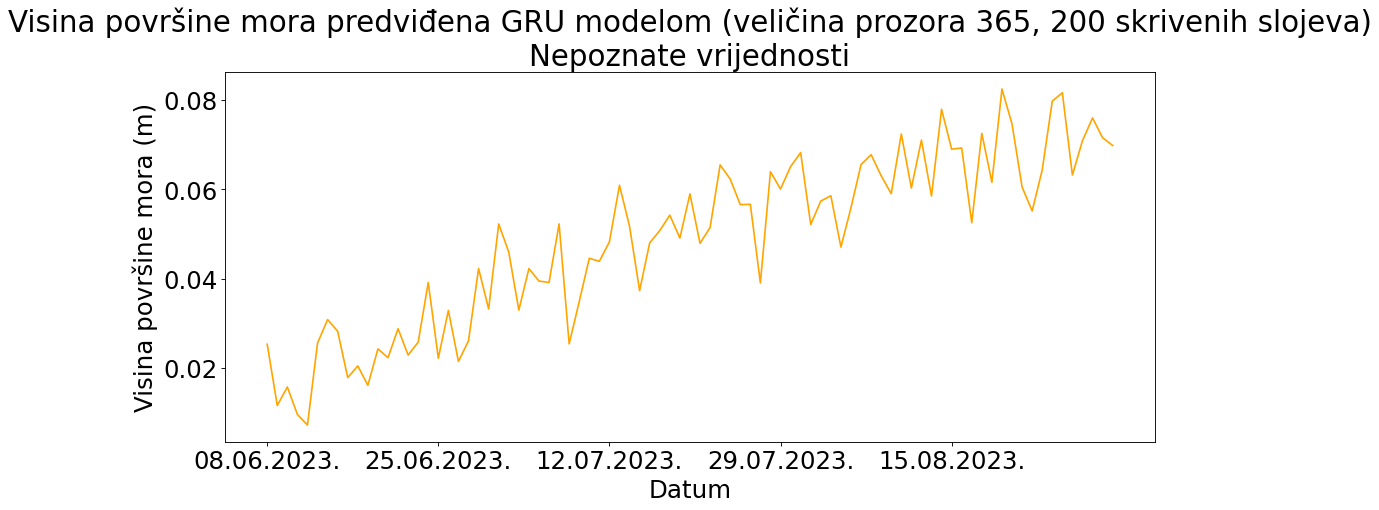 Visina površine mora predviđena GRU modelom (veličina prozora 365, 200 skrivenih slojeva)
Nepoznate vrijednosti
Visina površine mora (m)
0.08
0.06
0.04
0.02
08.06.2023. 25.06.2023. 12.07.2023. 29.07.2023. 15.08.2023.
Datum